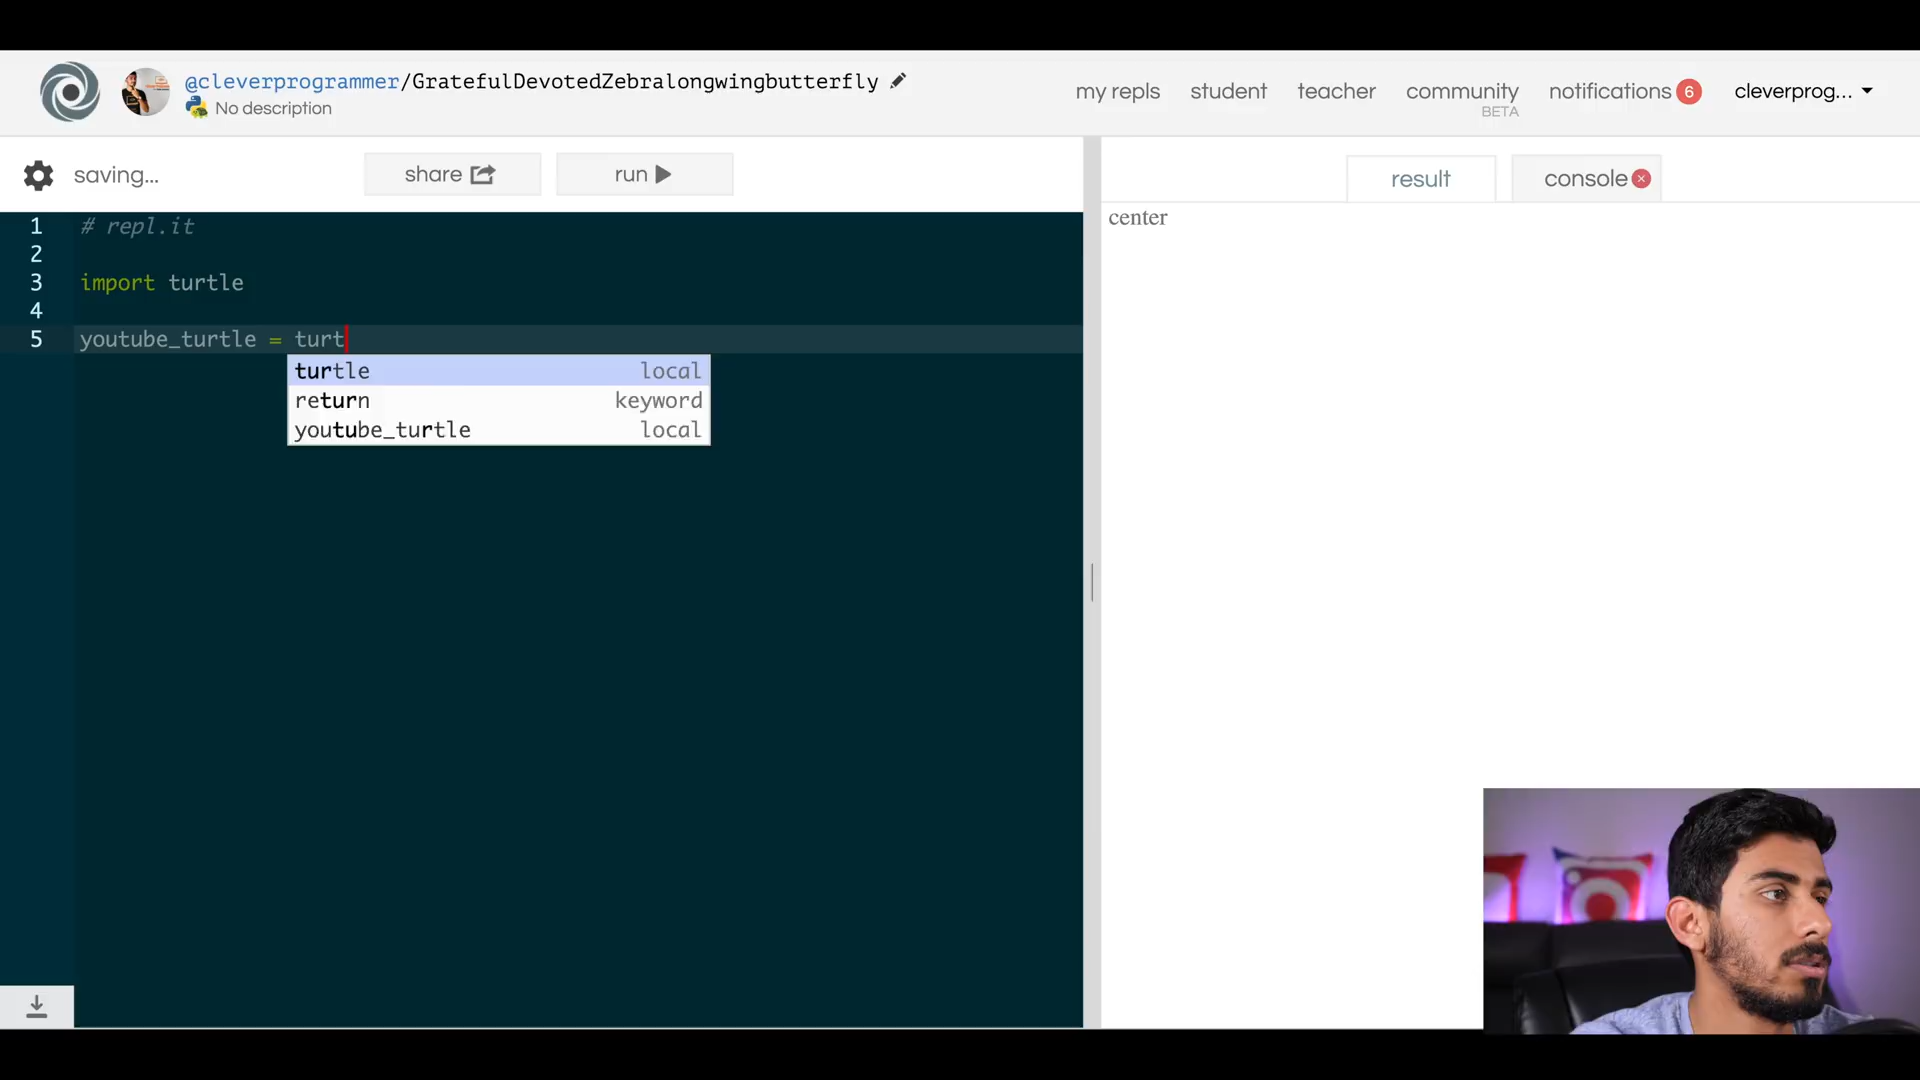 @cleverprogrammer/GratefulDevotedZebralongwingbutterfly
No description
my repls student teacher community notifications 6 cleverprog...
BETA
saving... share run
result console
1 # repl.it
2
3 import turtle
4
5 youtube_turtle = turt
turtle local
return keyword
youtube_turtle local
center